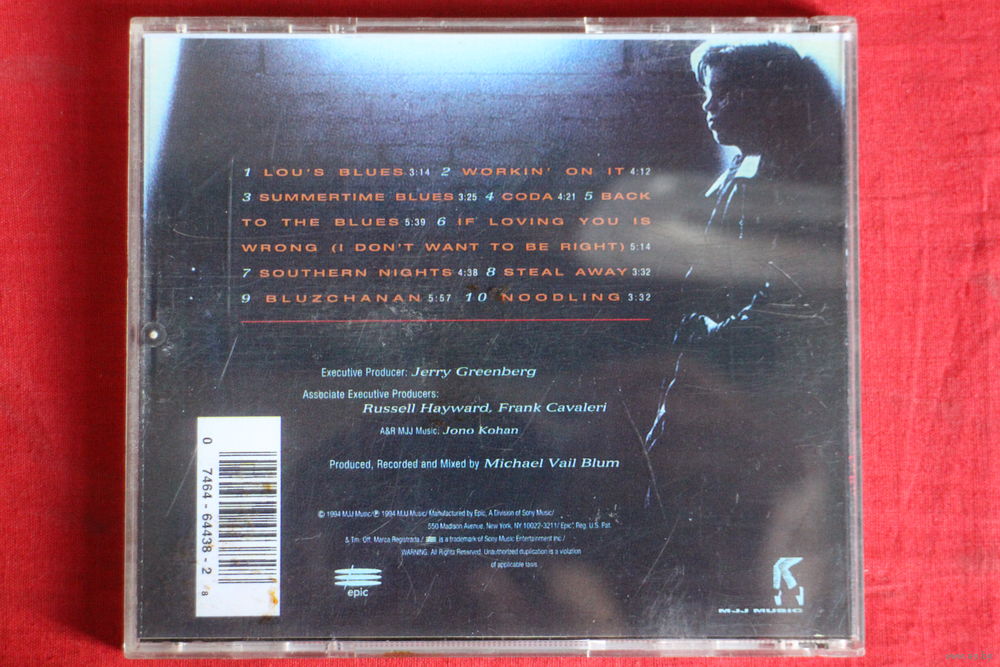 1 LOU'S BLUES 3:14 2 WORKIN' ON IT 4:12
3 SUMMERTIME BLUES 3:25 4 CODA 4:21 5 BACK
TO THE BLUES 5:39 6 IF LOVING YOU IS
WRONG (I DON'T WANT TO BE RIGHT) 5:14
7 SOUTHERN NIGHTS 4:38 8 STEAL AWAY 3:32
9 BLUZCHANAN 5:57 10 NOODLING 3:32
Executive Producer: Jerry Greenberg
Associate Executive Producers:
Russell Hayward, Frank Cavaleri
A&R MJJ Music: Jono Kohan
Produced, Recorded and Mixed by Michael Vail Blum
© 1994 MJJ Music/℗ 1994 MJJ Music/ Manufactured by Epic, A Division of Sony Music/
550 Madison Avenue, New York, NY 10022-3211/ Epic, Reg. U.S. Pat.
& Tm. Off. Marca Registrada / is a trademark of Sony Music Entertainment Inc./
WARNING: All Rights Reserved. Unauthorized duplication is a violation
of applicable laws.
epic
MJJ MUSIC
0 7464-64438-2 8